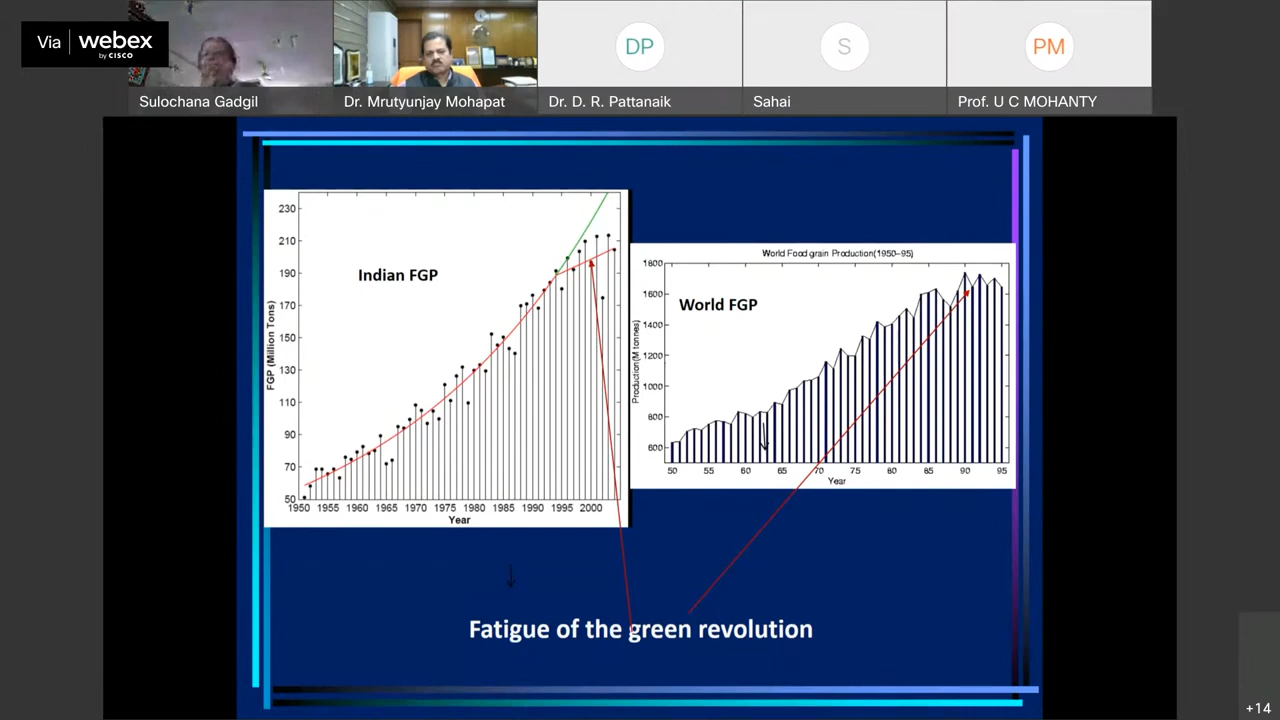 Via webex
by CISCO
DP
S
PM
Sulochana Gadgil
Dr. Mrutyunjay Mohapat
Dr. D. R. Pattanaik
Sahai
Prof. U C MOHANTY
Indian FGP
FGP (Million Tons)
230
210
190
170
150
130
110
90
70
50
1950 1955 1960 1965 1970 1975 1980 1985 1990 1995 2000
Year
World Food grain Production(1950-95)
World FGP
Production(M tonnes)
1800
1600
1400
1200
1000
800
600
50 55 60 65 70 75 80 85 90 95
Year
Fatigue of the green revolution
+14